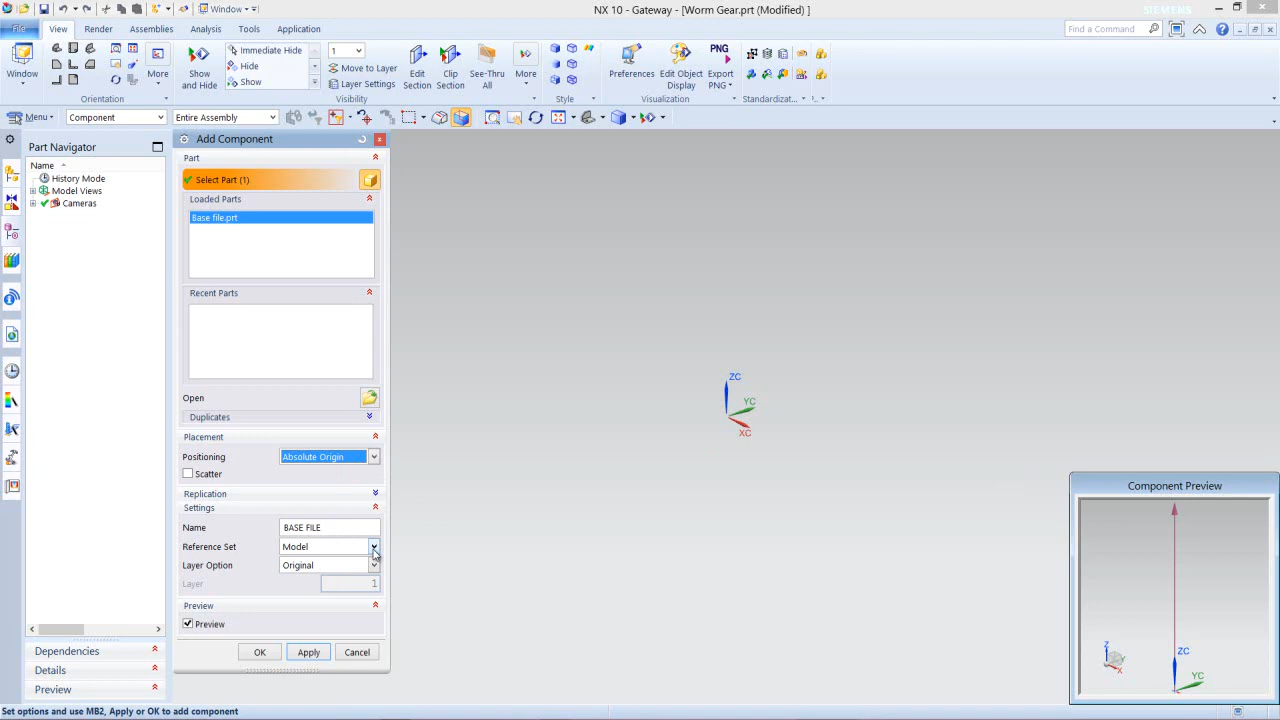 Window
NX 10 - Gateway - [Worm Gear.prt (Modified) ]
SIEMENS
File
View
Render
Assemblies
Analysis
Tools
Application
Find a Command
Window
More
Orientation
Show and Hide
Immediate Hide
Hide
Show
1
Move to Layer
Layer Settings
Visibility
Edit Section
Clip Section
See-Thru All
More
Style
Preferences
Edit Object Display
Export PNG
PNG
Visualization
Standardizat...
Menu
Component
Entire Assembly
Part Navigator
Name
History Mode
Model Views
Cameras
Dependencies
Details
Preview
Add Component
Part
Select Part (1)
Loaded Parts
Base file.prt
Recent Parts
Open
Duplicates
Placement
Positioning
Absolute Origin
Scatter
Replication
Settings
Name
BASE FILE
Reference Set
Model
Layer Option
Original
Layer
1
Preview
Preview
OK
Apply
Cancel
ZC
YC
XC
Component Preview
Z
X
ZC
YC
Set options and use MB2, Apply or OK to add component